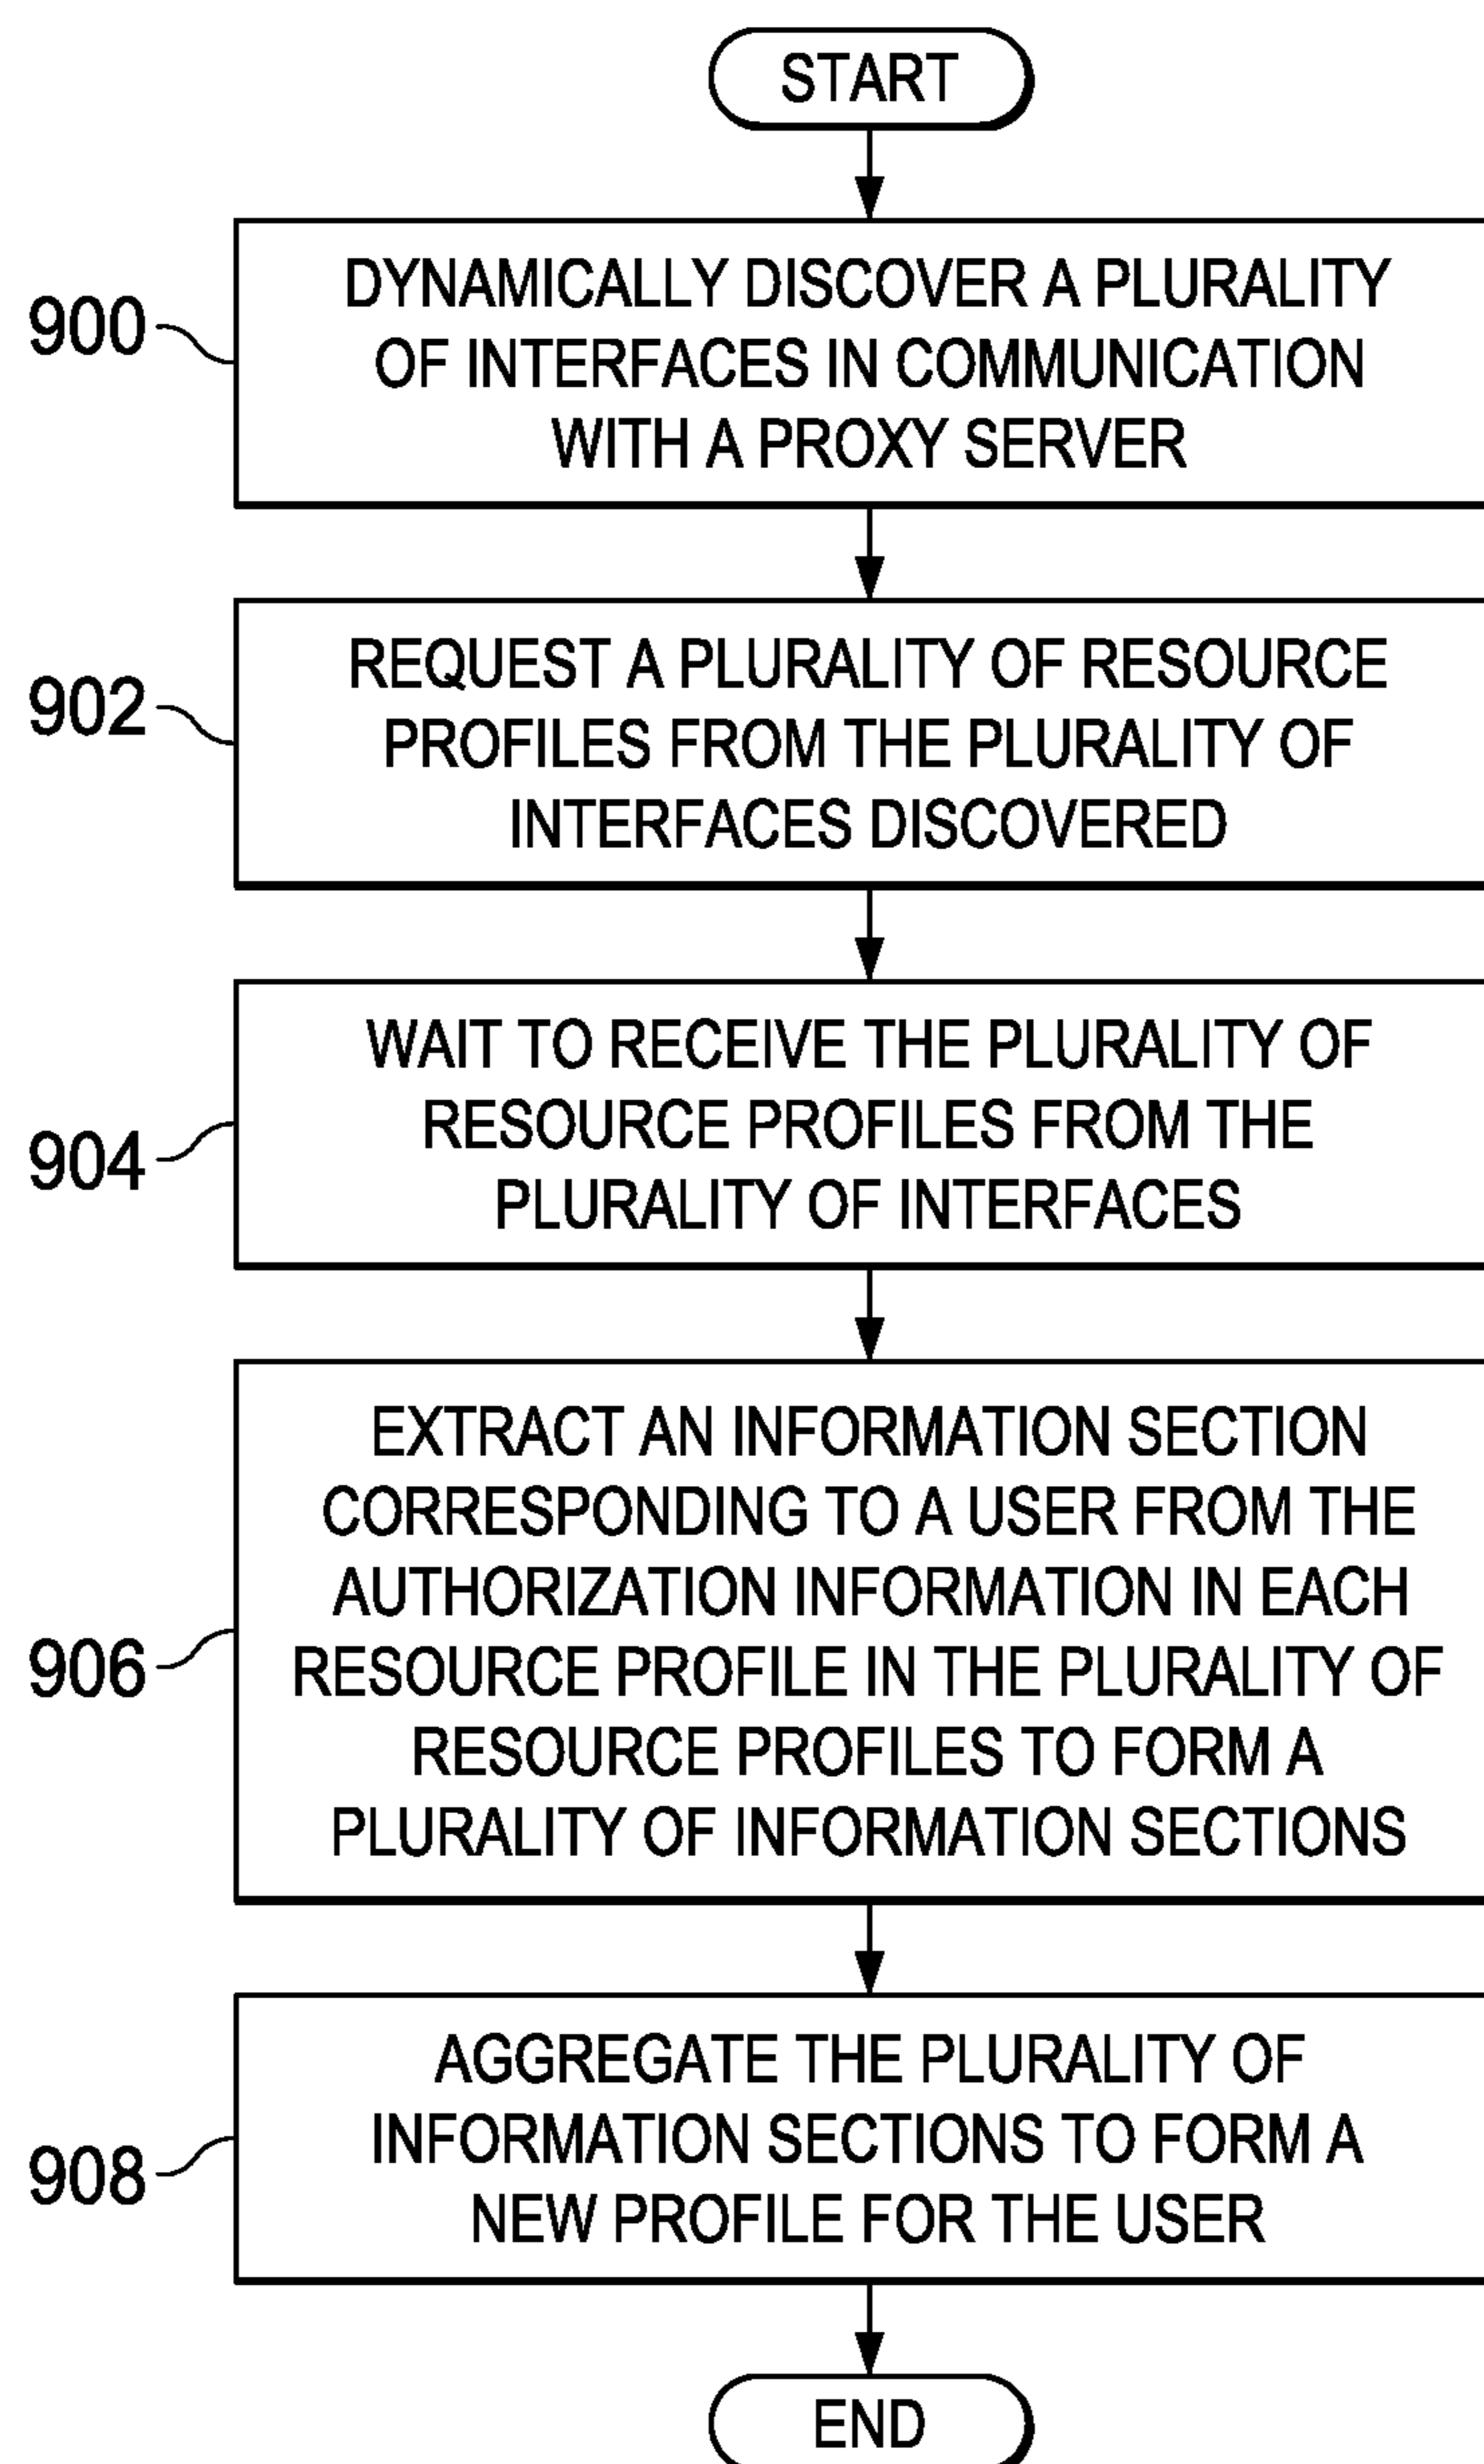 START
900
DYNAMICALLY DISCOVER A PLURALITY
OF INTERFACES IN COMMUNICATION
WITH A PROXY SERVER
902
REQUEST A PLURALITY OF RESOURCE
PROFILES FROM THE PLURALITY OF
INTERFACES DISCOVERED
904
WAIT TO RECEIVE THE PLURALITY OF
RESOURCE PROFILES FROM THE
PLURALITY OF INTERFACES
906
EXTRACT AN INFORMATION SECTION
CORRESPONDING TO A USER FROM THE
AUTHORIZATION INFORMATION IN EACH
RESOURCE PROFILE IN THE PLURALITY OF
RESOURCE PROFILES TO FORM A
PLURALITY OF INFORMATION SECTIONS
908
AGGREGATE THE PLURALITY OF
INFORMATION SECTIONS TO FORM A
NEW PROFILE FOR THE USER
END